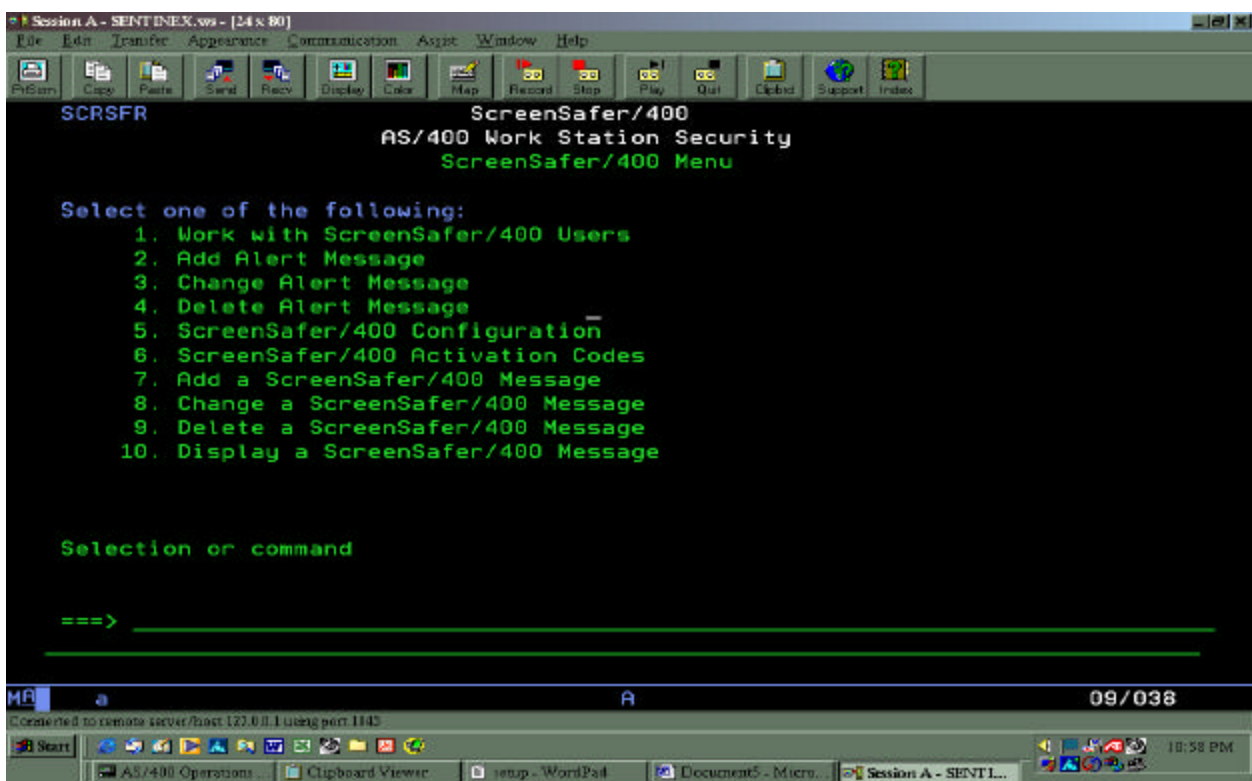 Session A - SENTINEX.ws - [24 x 80]
File Edit Transfer Appearance Communication Assist Window Help
PrtScrn Copy Paste Send Recv Display Color Map Record Stop Play Quit Clipbrd Support Index
SCRSFR ScreenSafer/400
AS/400 Work Station Security
ScreenSafer/400 Menu
Select one of the following:
1. Work with ScreenSafer/400 Users
2. Add Alert Message
3. Change Alert Message
4. Delete Alert Message
5. ScreenSafer/400 Configuration
6. ScreenSafer/400 Activation Codes
7. Add a ScreenSafer/400 Message
8. Change a ScreenSafer/400 Message
9. Delete a ScreenSafer/400 Message
10. Display a ScreenSafer/400 Message
Selection or command
===>
MA a A 09/038
Connected to remote server/host 127.0.0.1 using port
Start 10:58 PM
AS/400 Operations ... Clipboard Viewer setup - WordPad Document5 - Micro... Session A - SENTI...